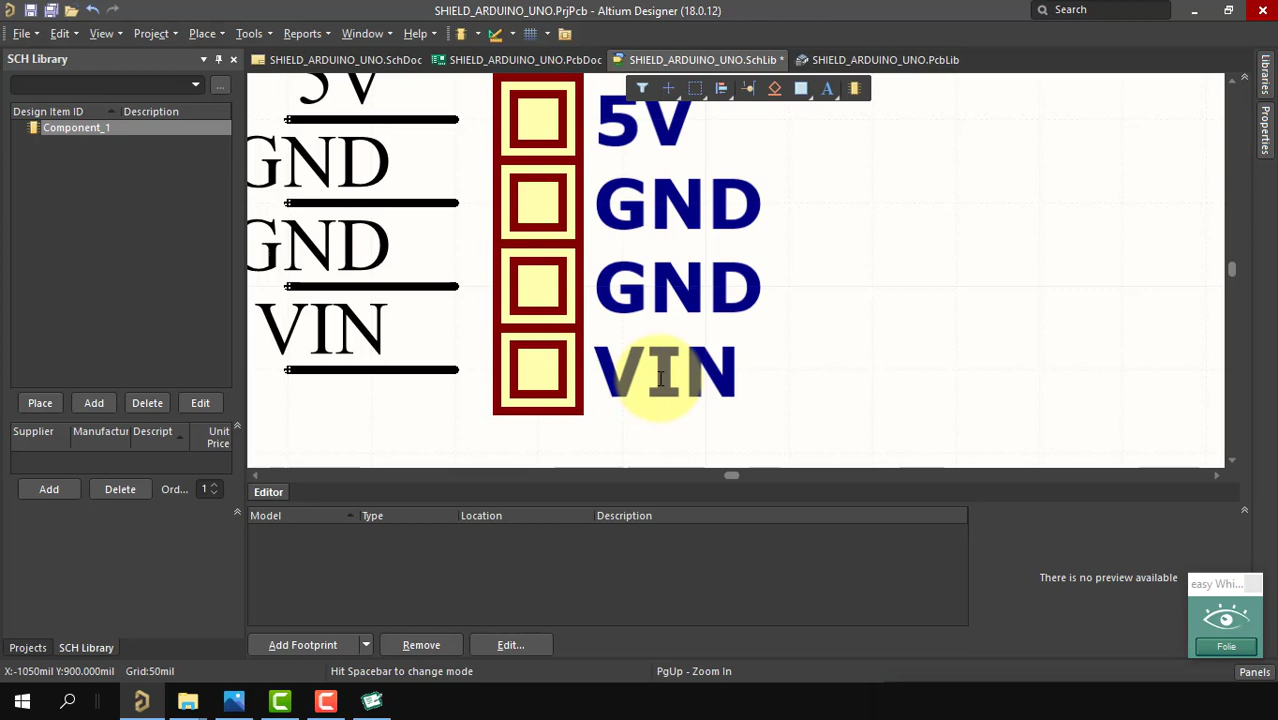 SHIELD_ARDUINO_UNO.PrjPcb - Altium Designer (18.0.12)
Search
File Edit View Project Place Tools Reports Window Help
SCH Library
SHIELD_ARDUINO_UNO.SchDoc
SHIELD_ARDUINO_UNO.PcbDoc
SHIELD_ARDUINO_UNO.SchLib *
SHIELD_ARDUINO_UNO.PcbLib
...
Design Item ID Description
Component_1
Place Add Delete Edit
Supplier Manufactur Descript Unit Price
Add Delete Ord... 1
5V
GND
GND
VIN
5V
GND
GND
VIN
A
Libraries
Properties
Editor
Model Type Location Description
There is no preview available
easy Whi...
Folie
Add Footprint Remove Edit...
Projects SCH Library
X:-1050mil Y:900.000mil Grid:50mil Hit Spacebar to change mode PgUp - Zoom In Panels